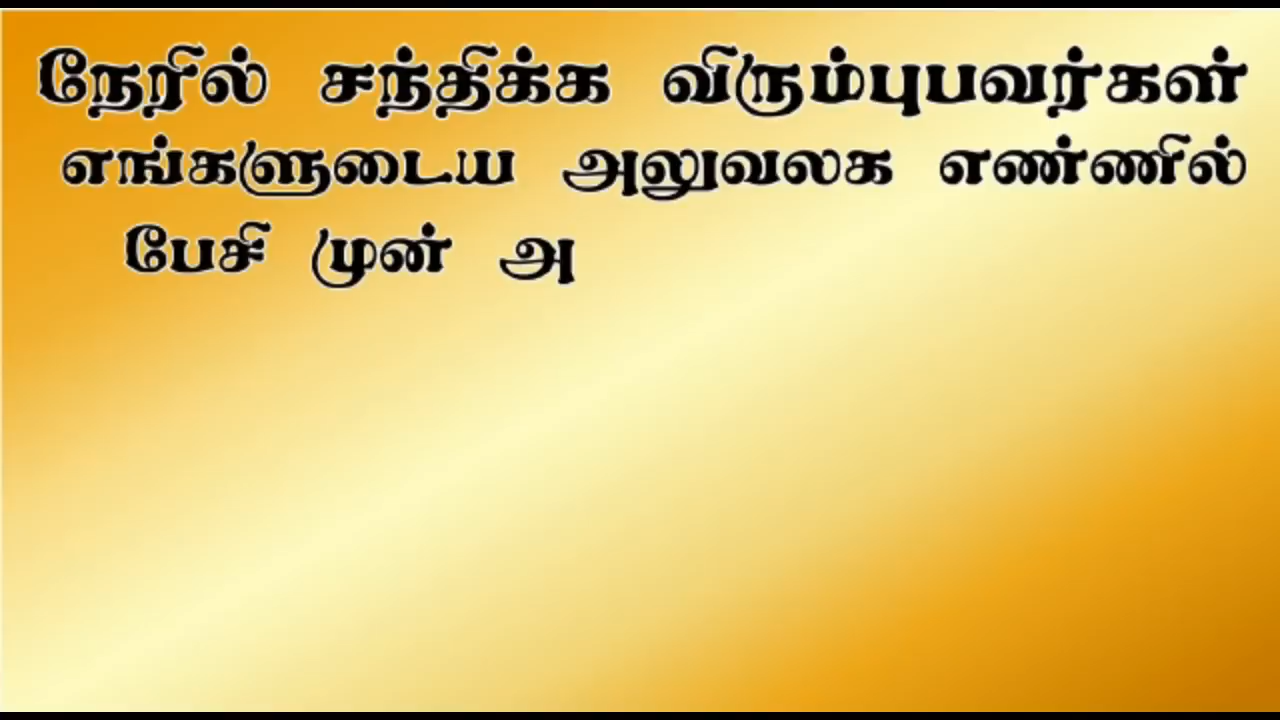 நேரில் சந்திக்க விரும்புபவர்கள்
எங்களுடைய அலுவலக எண்ணில்
பேசி முன் அ